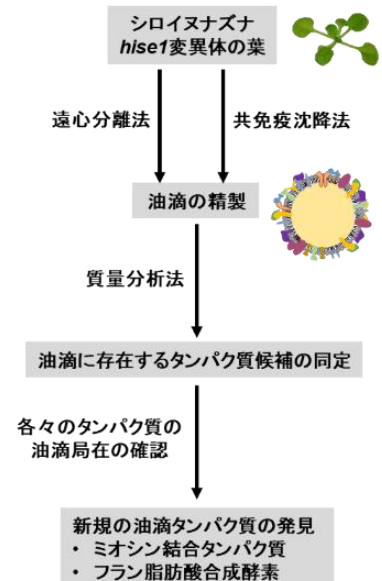 シロイヌナズナ
hise1変異体の葉
遠心分離法
共免疫沈降法
油滴の精製
質量分析法
油滴に存在するタンパク質候補の同定
各々のタンパク質の
油滴局在の確認
新規の油滴タンパク質の発見
• ミオシン結合タンパク質
• フラン脂肪酸合成酵素